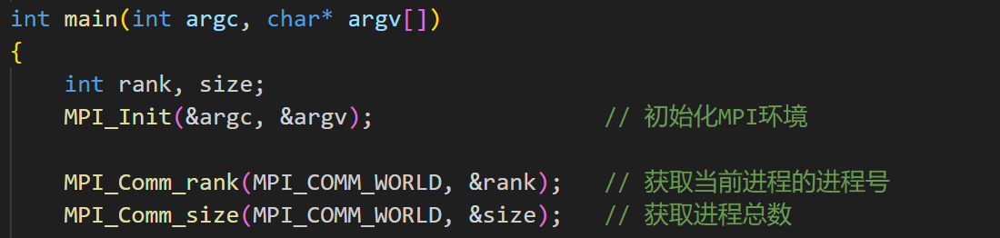 int main(int argc, char* argv[])
{
int rank, size;
MPI_Init(&argc, &argv); // 初始化MPI环境
MPI_Comm_rank(MPI_COMM_WORLD, &rank); // 获取当前进程的进程号
MPI_Comm_size(MPI_COMM_WORLD, &size); // 获取进程总数